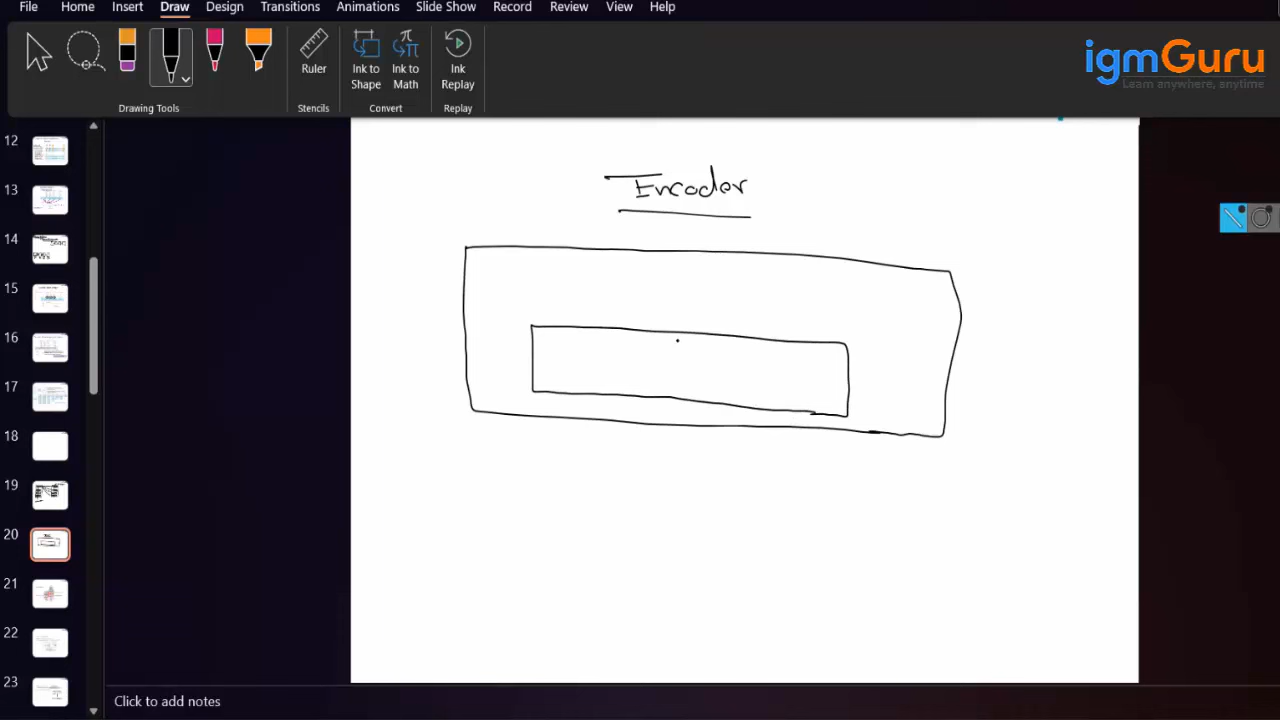 File Home Insert Draw Design Transitions Animations Slide Show Record Review View Help
Ruler
Ink to Shape
Ink to Math
Ink Replay
Drawing Tools
Stencils
Convert
Replay
igmGuru
Learn anywhere, anytime
12
13
14
15
16
17
18
19
20
21
22
23
Encoder
Click to add notes